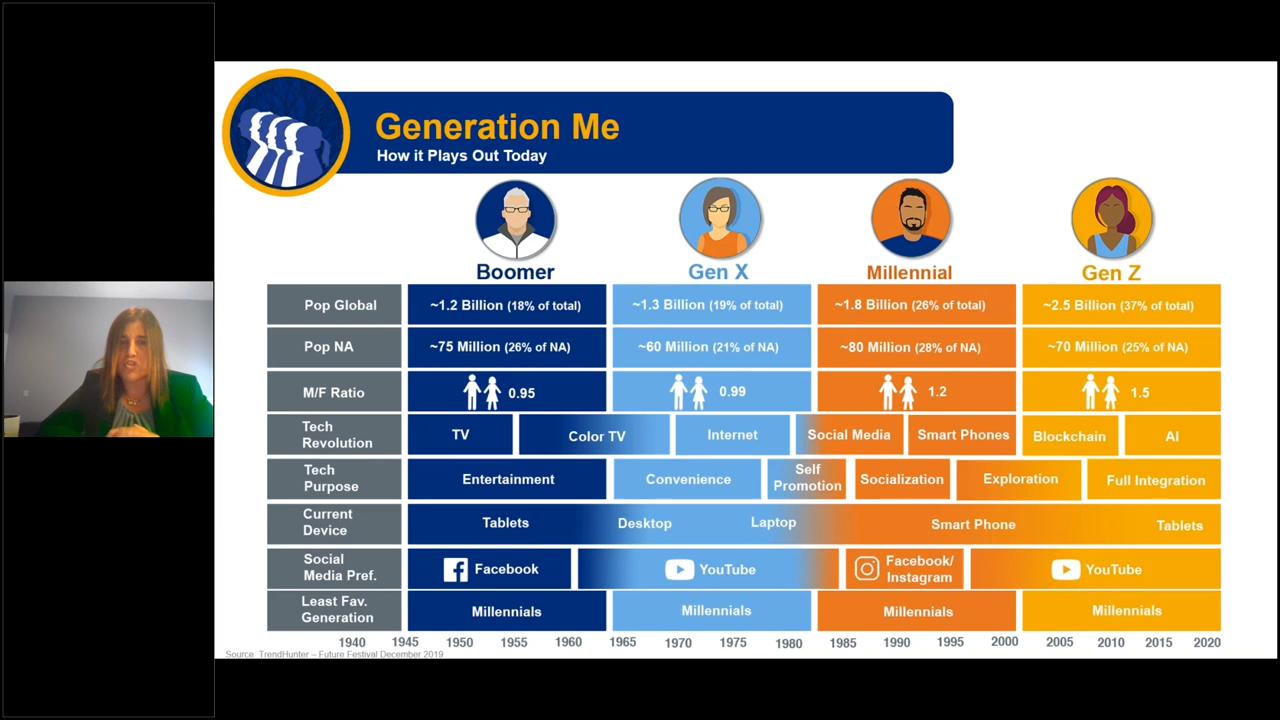 Generation Me
How it Plays Out Today
Boomer Gen X Millennial Gen Z
Pop Global ~1.2 Billion (18% of total) ~1.3 Billion (19% of total) ~1.8 Billion (26% of total) ~2.5 Billion (37% of total)
Pop NA ~75 Million (26% of NA) ~60 Million (21% of NA) ~80 Million (28% of NA) ~70 Million (25% of NA)
M/F Ratio 0.95 0.99 1.2 1.5
Tech
Revolution
TV Color TV Internet Social Media Smart Phones Blockchain AI
Tech
Purpose
Entertainment Convenience
Self
Promotion
Socialization Exploration Full Integration
Current
Device
Tablets Desktop Laptop Smart Phone Tablets
Social
Media Pref.
Facebook YouTube
Facebook/
Instagram
YouTube
Least Fav.
Generation
Millennials Millennials Millennials Millennials
1940 1945 1950 1955 1960 1965 1970 1975 1980 1985 1990 1995 2000 2005 2010 2015 2020
Source: TrendHunter – Future Festival December 2019